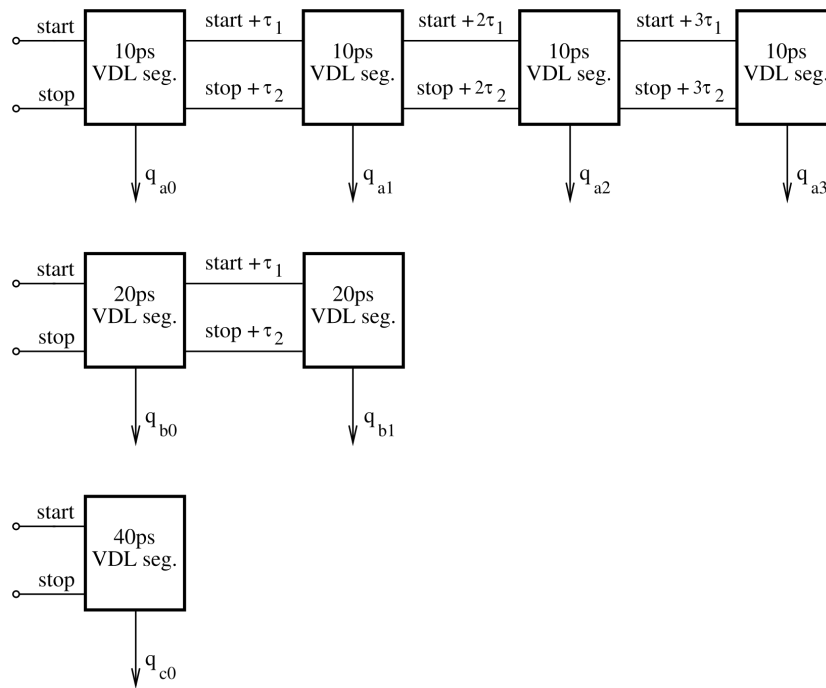 start
start + τ1
start + 2τ1
start + 3τ1
10ps
VDL seg.
10ps
VDL seg.
10ps
VDL seg.
10ps
VDL seg.
stop
stop + τ2
stop + 2τ2
stop + 3τ2
qa0
qa1
qa2
qa3
start
start + τ1
20ps
VDL seg.
20ps
VDL seg.
stop
stop + τ2
qb0
qb1
start
40ps
VDL seg.
stop
qc0